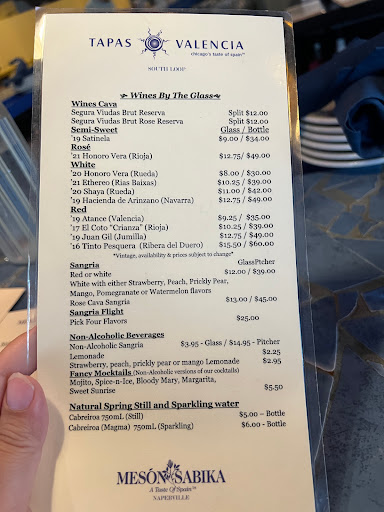 TAPAS VALENCIA
chicago's taste of spain™
SOUTH LOOP
Wines By The Glass
Wines Cava
Segura Viudas Brut Reserva Split $12.00
Segura Viudas Brut Rose Reserva Split $12.00
Semi-Sweet Glass / Bottle
'19 Satinela $9.00 / $34.00
Rosé
'21 Honoro Vera (Rioja) $12.75/ $49.00
White
'20 Honoro Vera (Rueda) $8.00 / $30.00
'21 Ethereo (Rias Baixas) $10.25 / $39.00
'20 Shaya (Rueda) $11.00 / $42.00
'19 Hacienda de Arinzano (Navarra) $12.75 / $49.00
Red
'19 Atance (Valencia) $9.25 / $35.00
'17 El Coto "Crianza" (Rioja) $10.25 / $39.00
'19 Juan Gil (Jumilla) $12.75 / $49.00
'16 Tinto Pesquera (Ribera del Duero) $15.50 / $60.00
*Vintage, availability & prices subject to change*
Sangria GlassPtcher
Red or white $12.00 / $39.00
White with either Strawberry, Peach, Prickly Pear,
Mango, Pomegranate or Watermelon flavors
Rose Cava Sangria $13.00 / $45.00
Sangria Flight
Pick Four Flavors $25.00
Non-Alcoholic Beverages
Non-Alcoholic Sangria $3.95 - Glass / $14.95 - Pitcher
Lemonade $2.25
Strawberry, peach, prickly pear or mango Lemonade $2.95
Fancy Mocktails (Non-Alcoholic versions of our cocktails)
Mojito, Spice-n-Ice, Bloody Mary, Margarita,
Sweet Sunrise $5.50
Natural Spring Still and Sparkling water
Cabreiroa 750mL (Still) $5.00 – Bottle
Cabreiroa (Magma) 750mL (Sparkling) $6.00 - Bottle
MESÓN SABIKA
A Taste Of Spain™
NAPERVILLE